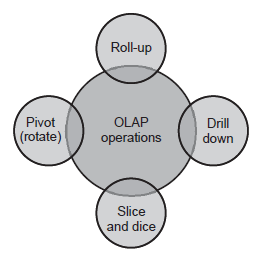 Roll-up
Pivot
(rotate)
OLAP
operations
Drill
down
Slice
and dice